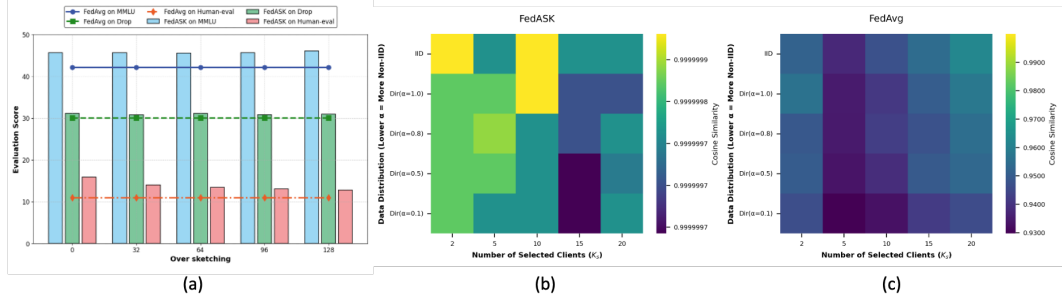 FedAvg on MMLU
FedAvg on Drop
FedAvg on Human-eval
FedASK on MMLU
FedASK on Drop
FedASK on Human-eval
Evaluation Score
50
40
30
20
10
0
0 32 64 96 128
Over sketching
(a)
FedASK
Data Distribution (Lower α = More Non-IID)
IID
Dir(α=1.0)
Dir(α=0.8)
Dir(α=0.5)
Dir(α=0.1)
2 5 10 15 20
Number of Selected Clients (Ks)
0.9999999
0.9999998
0.9999997
0.9999997
0.9999997
Cosine Similarity
(b)
FedAvg
Data Distribution (Lower α = More Non-IID)
IID
Dir(α=1.0)
Dir(α=0.8)
Dir(α=0.5)
Dir(α=0.1)
2 5 10 15 20
Number of Selected Clients (Ks)
0.9900
0.9800
0.9700
0.9600
0.9500
0.9400
0.9300
Cosine Similarity
(c)